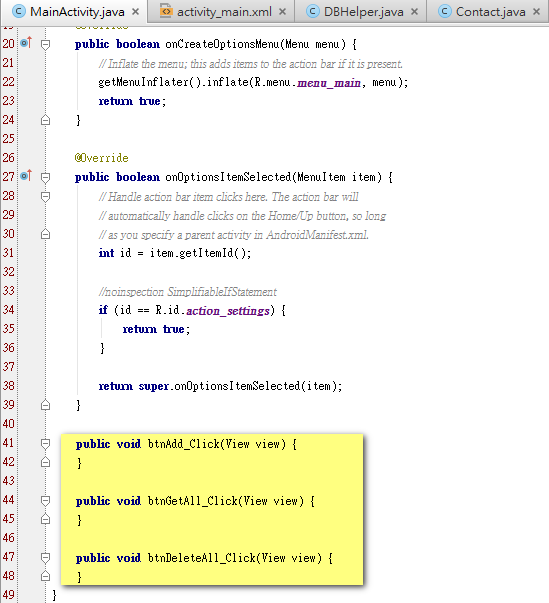 MainActivity.java × activity_main.xml × DBHelper.java × Contact.java ×
20 public boolean onCreateOptionsMenu(Menu menu) {
21 // Inflate the menu; this adds items to the action bar if it is present.
22 getMenuInflater().inflate(R.menu.menu_main, menu);
23 return true;
24 }
25
26 @Override
27 public boolean onOptionsItemSelected(MenuItem item) {
28 // Handle action bar item clicks here. The action bar will
29 // automatically handle clicks on the Home/Up button, so long
30 // as you specify a parent activity in AndroidManifest.xml.
31 int id = item.getItemId();
32
33 //noinspection SimplifiableIfStatement
34 if (id == R.id.action_settings) {
35 return true;
36 }
37
38 return super.onOptionsItemSelected(item);
39 }
40
41 public void btnAdd_Click(View view) {
42 }
43
44 public void btnGetAll_Click(View view) {
45 }
46
47 public void btnDeleteAll_Click(View view) {
48 }
49 }